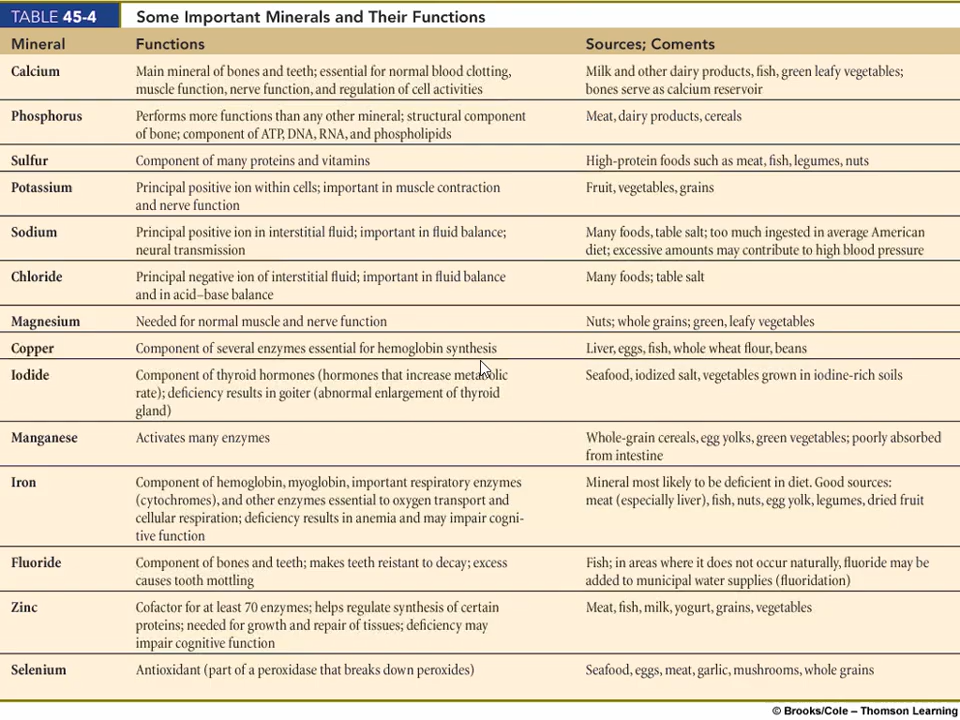 TABLE 45-4 Some Important Minerals and Their Functions
Mineral Functions Sources; Coments
Calcium Main mineral of bones and teeth; essential for normal blood clotting, Milk and other dairy products, fish, green leafy vegetables;
muscle function, nerve function, and regulation of cell activities bones serve as calcium reservoir
Phosphorus Performs more functions than any other mineral; structural component Meat, dairy products, cereals
of bone; component of ATP, DNA, RNA, and phospholipids
Sulfur Component of many proteins and vitamins High-protein foods such as meat, fish, legumes, nuts
Potassium Principal positive ion within cells; important in muscle contraction Fruit, vegetables, grains
and nerve function
Sodium Principal positive ion in interstitial fluid; important in fluid balance; Many foods, table salt; too much ingested in average American
neural transmission diet; excessive amounts may contribute to high blood pressure
Chloride Principal negative ion of interstitial fluid; important in fluid balance Many foods; table salt
and in acid–base balance
Magnesium Needed for normal muscle and nerve function Nuts; whole grains; green, leafy vegetables
Copper Component of several enzymes essential for hemoglobin synthesis Liver, eggs, fish, whole wheat flour, beans
Iodide Component of thyroid hormones (hormones that increase metabolic Seafood, iodized salt, vegetables grown in iodine-rich soils
rate); deficiency results in goiter (abnormal enlargement of thyroid
gland)
Manganese Activates many enzymes Whole-grain cereals, egg yolks, green vegetables; poorly absorbed
from intestine
Iron Component of hemoglobin, myoglobin, important respiratory enzymes Mineral most likely to be deficient in diet. Good sources:
(cytochromes), and other enzymes essential to oxygen transport and meat (especially liver), fish, nuts, egg yolk, legumes, dried fruit
cellular respiration; deficiency results in anemia and may impair cogni-
tive function
Fluoride Component of bones and teeth; makes teeth reistant to decay; excess Fish; in areas where it does not occur naturally, fluoride may be
causes tooth mottling added to municipal water supplies (fluoridation)
Zinc Cofactor for at least 70 enzymes; helps regulate synthesis of certain Meat, fish, milk, yogurt, grains, vegetables
proteins; needed for growth and repair of tissues; deficiency may
impair cognitive function
Selenium Antioxidant (part of a peroxidase that breaks down peroxides) Seafood, eggs, meat, garlic, mushrooms, whole grains
© Brooks/Cole – Thomson Learning